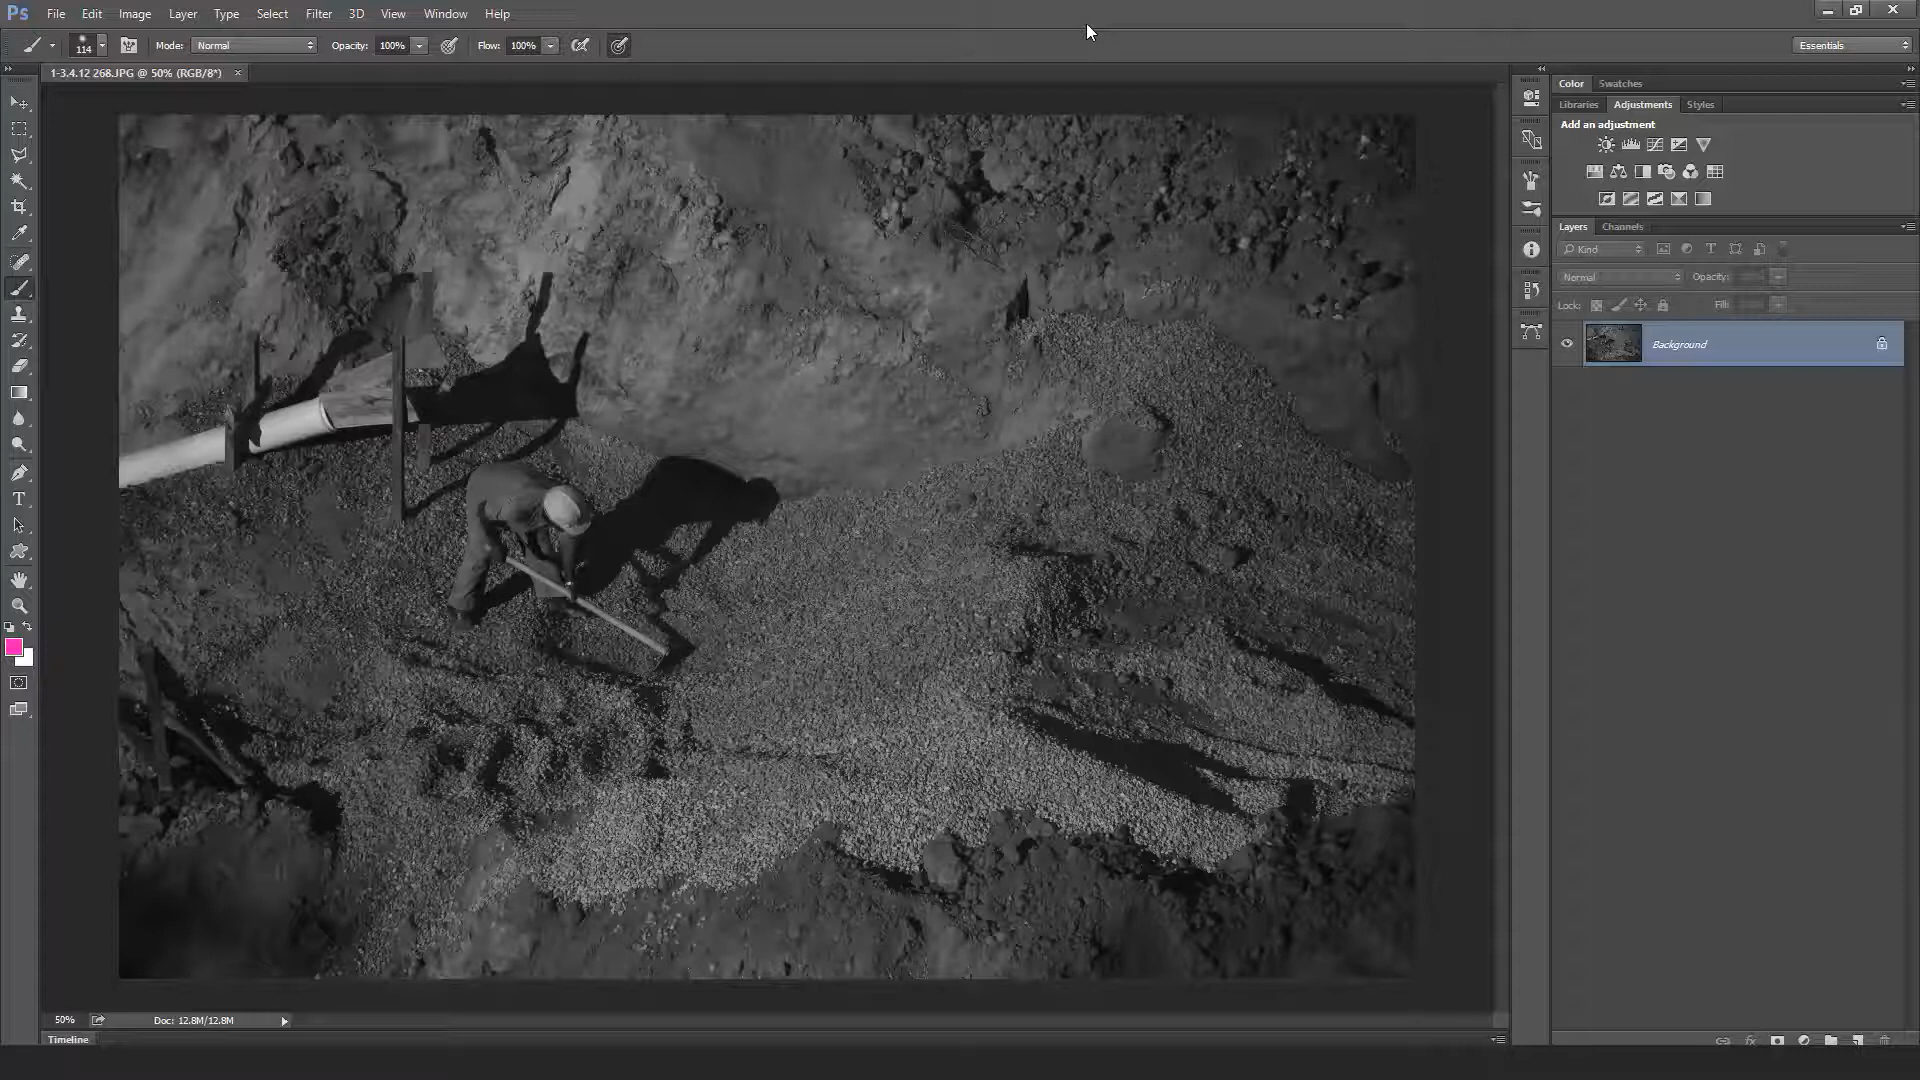 Ps File Edit Image Layer Type Select Filter 3D View Window Help
114 Mode: Normal Opacity: 100% Flow: 100% Essentials
1-3.4.12 268.JPG @ 50% (RGB/8*) ×
Color Swatches
Libraries Adjustments Styles
Add an adjustment
Layers Channels
Kind
Normal Opacity:
Lock: Fill:
Background
50% Doc: 12.8M/12.8M
Timeline